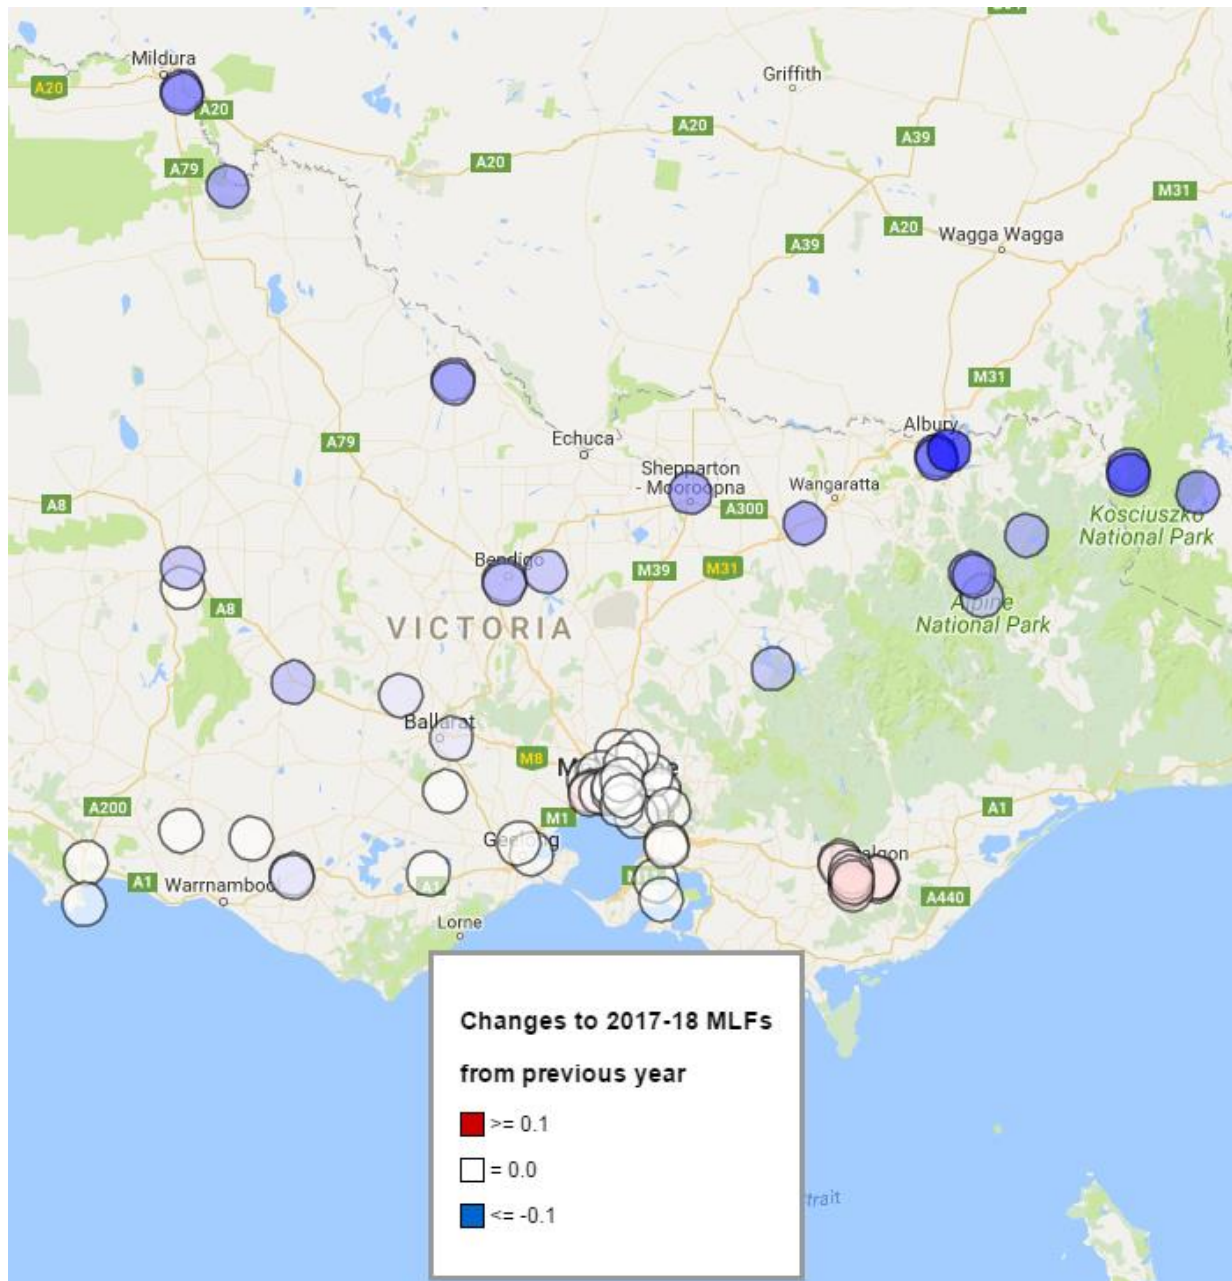 Mildura
A20
A20
Griffith
A20
A39
A79
A20
M31
A20
A39
Wagga Wagga
M31
Albury
A79
Echuca
Shepparton
- Mooroopna
Wangaratta
A8
A300
Kosciuszko
National Park
Bendigo
M39
M31
A8
VICTORIA
Alpine
National Park
Ballarat
M8
A200
M1
A1
Geelong
A1
Warrnambool
A1
A440
Lorne
Changes to 2017-18 MLFs
from previous year
>= 0.1
= 0.0
<= -0.1